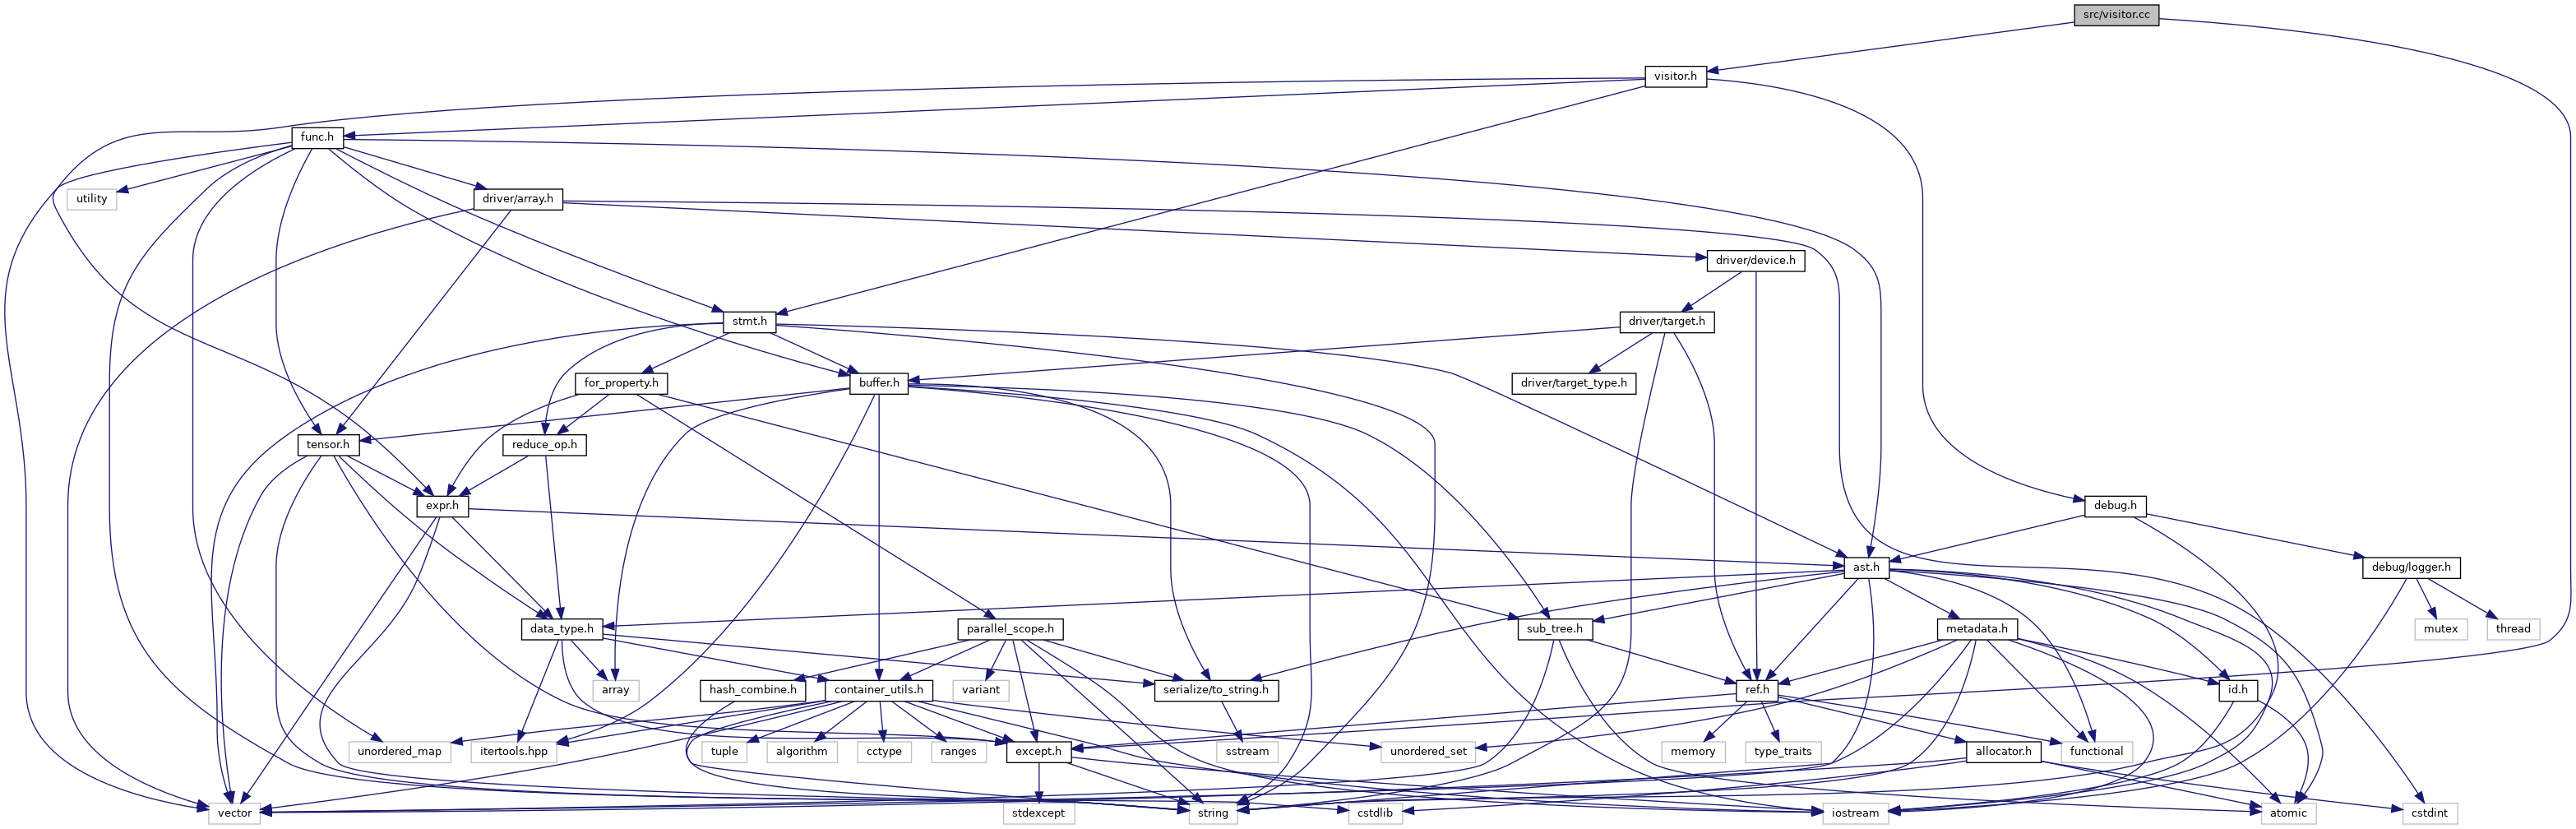 src/visitor.cc
visitor.h
func.h
utility
driver/array.h
driver/device.h
stmt.h
driver/target.h
for_property.h
buffer.h
driver/target_type.h
tensor.h
reduce_op.h
expr.h
debug.h
ast.h
debug/logger.h
data_type.h
parallel_scope.h
sub_tree.h
metadata.h
mutex
thread
array
hash_combine.h
container_utils.h
variant
serialize/to_string.h
ref.h
id.h
unordered_map
itertools.hpp
tuple
algorithm
cctype
ranges
except.h
sstream
unordered_set
memory
type_traits
allocator.h
functional
vector
stdexcept
string
cstdlib
iostream
atomic
cstdint